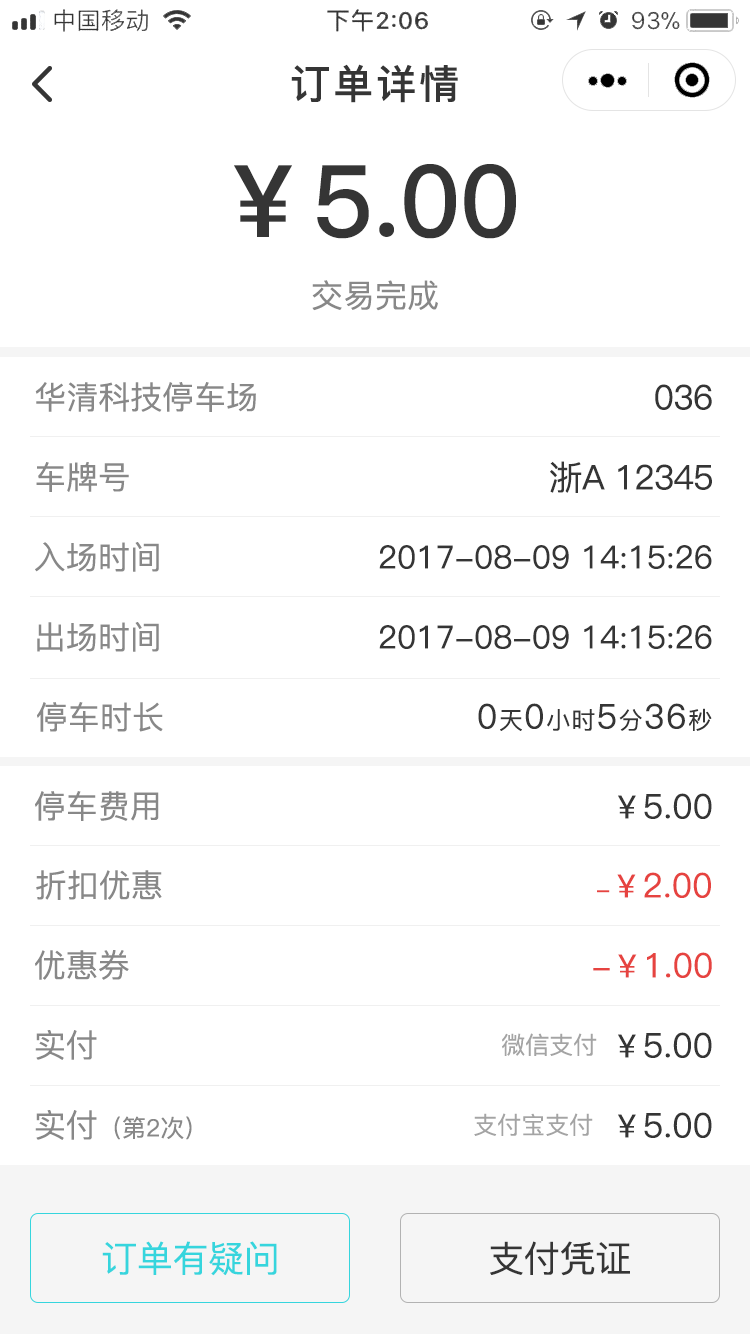 中国移动 下午2:06 93%
订单详情
¥5.00
交易完成
华清科技停车场 036
车牌号 浙A 12345
入场时间 2017-08-09 14:15:26
出场时间 2017-08-09 14:15:26
停车时长 0天0小时5分36秒
停车费用 ¥5.00
折扣优惠 -¥2.00
优惠券 -¥1.00
实付 微信支付 ¥5.00
实付（第2次） 支付宝支付 ¥5.00
订单有疑问 支付凭证